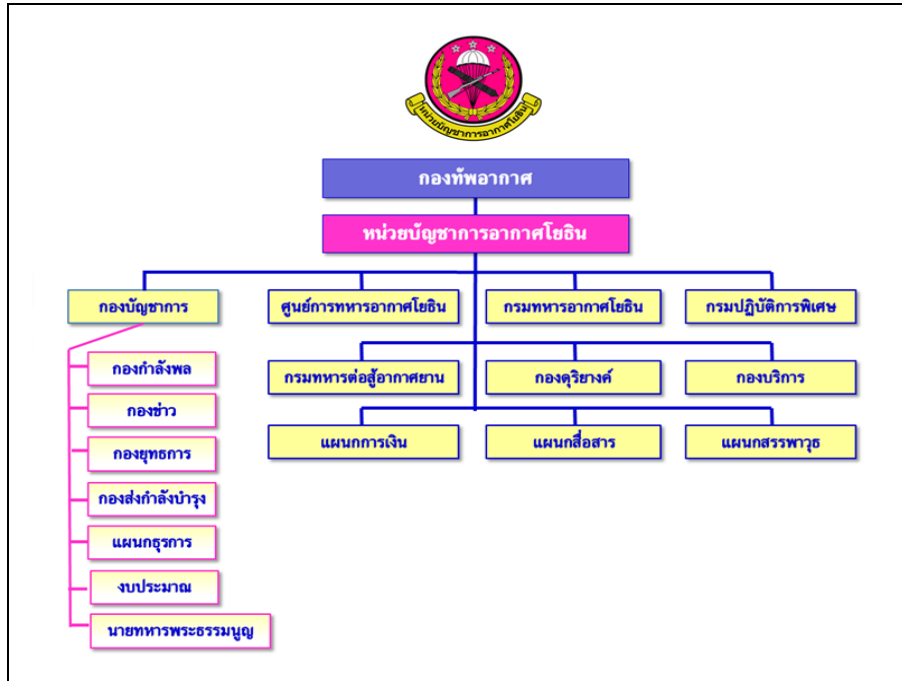 หน่วยบัญชาการอากาศโยธิน
กองทัพอากาศ
หน่วยบัญชาการอากาศโยธิน
กองบัญชาการ
ศูนย์การทหารอากาศโยธิน
กรมทหารอากาศโยธิน
กรมปฏิบัติการพิเศษ
กรมทหารต่อสู้อากาศยาน
กองดุริยางค์
กองบริการ
แผนกการเงิน
แผนกสื่อสาร
แผนกสรรพาวุธ
กองกำลังพล
กองข่าว
กองยุทธการ
กองส่งกำลังบำรุง
แผนกธุรการ
งบประมาณ
นายทหารพระธรรมนูญ